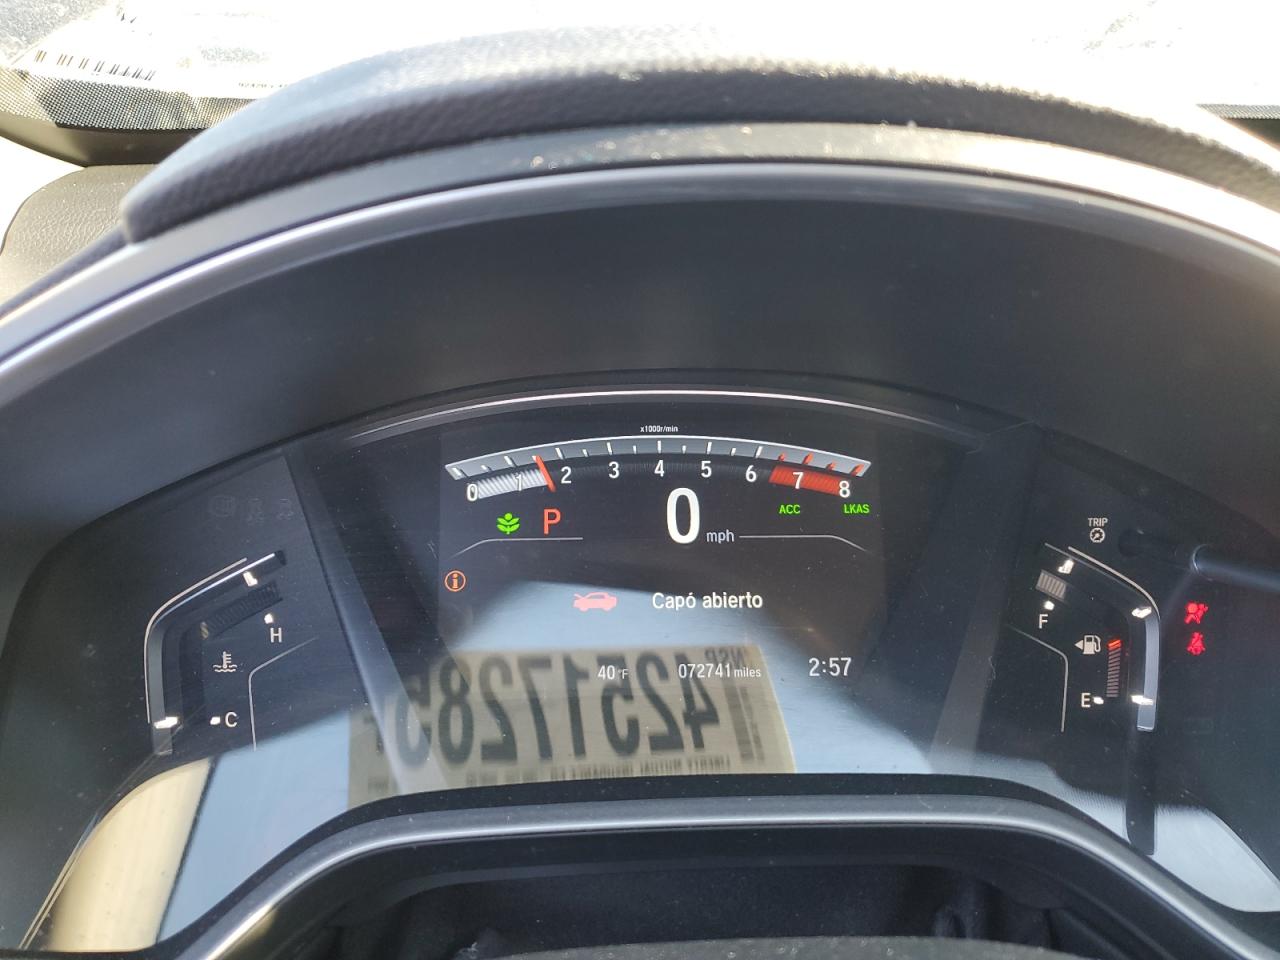 x1000r/min
0 1 2 3 4 5 6 7 8
P 0 mph ACC LKAS
TRIP
Capó abierto
H
F
40°F 072741 miles 2:57
C
E
42517285